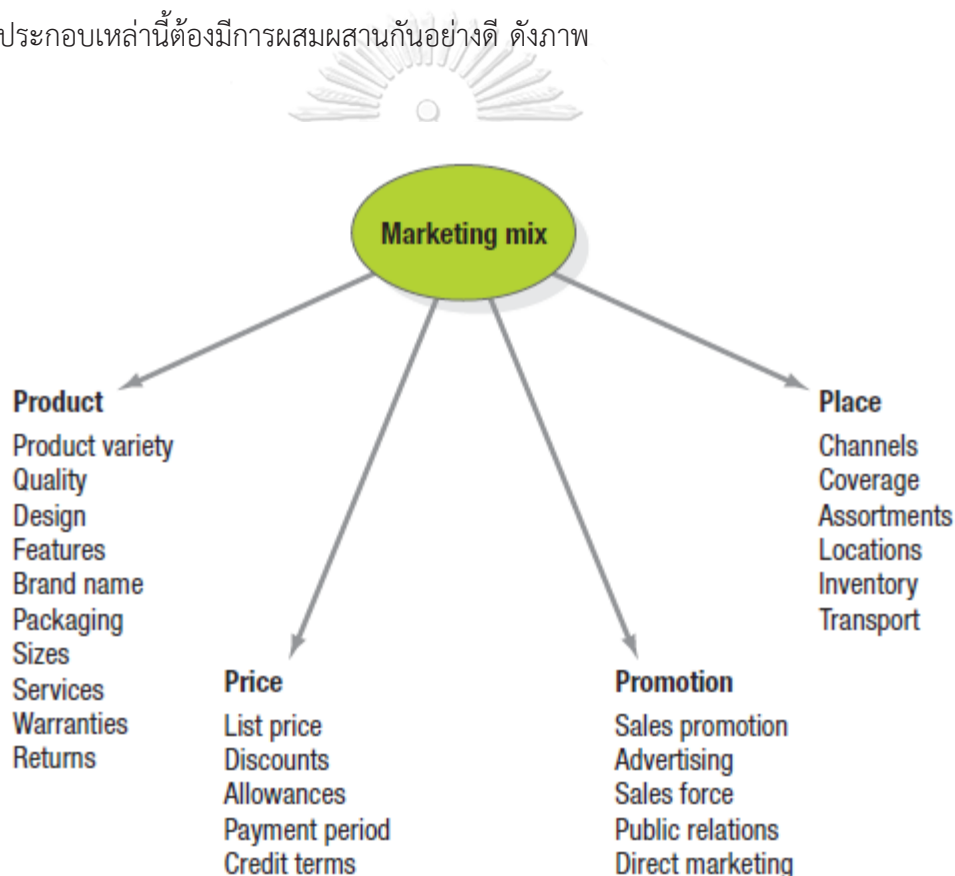 ประกอบเหล่านี้ต้องมีการผสมผสานกันอย่างดี ดังภาพ
Marketing mix
Product
Product variety
Quality
Design
Features
Brand name
Packaging
Sizes
Services
Warranties
Returns
Price
List price
Discounts
Allowances
Payment period
Credit terms
Promotion
Sales promotion
Advertising
Sales force
Public relations
Direct marketing
Place
Channels
Coverage
Assortments
Locations
Inventory
Transport